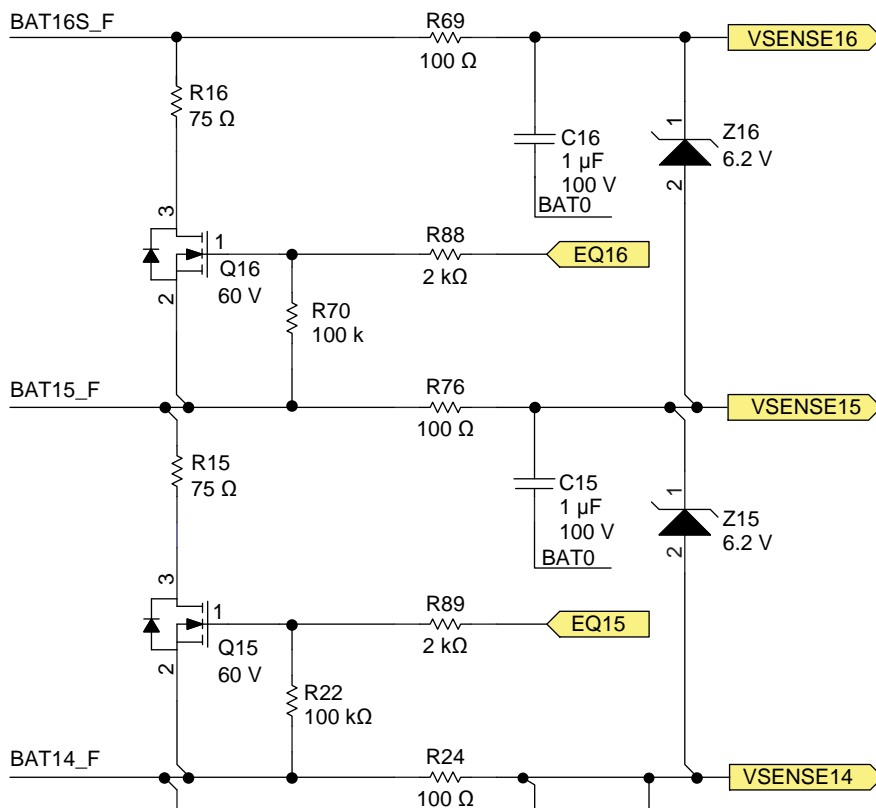 BAT16S_F
R69
100 Ω
VSENSE16
R16
75 Ω
C16
1 µF
100 V
BAT0
1
Z16
6.2 V
2
3
1
Q16
60 V
2
R88
2 kΩ
EQ16
R70
100 k
BAT15_F
R76
100 Ω
VSENSE15
R15
75 Ω
C15
1 µF
100 V
BAT0
1
Z15
6.2 V
2
3
1
Q15
60 V
2
R89
2 kΩ
EQ15
R22
100 kΩ
BAT14_F
R24
100 Ω
VSENSE14